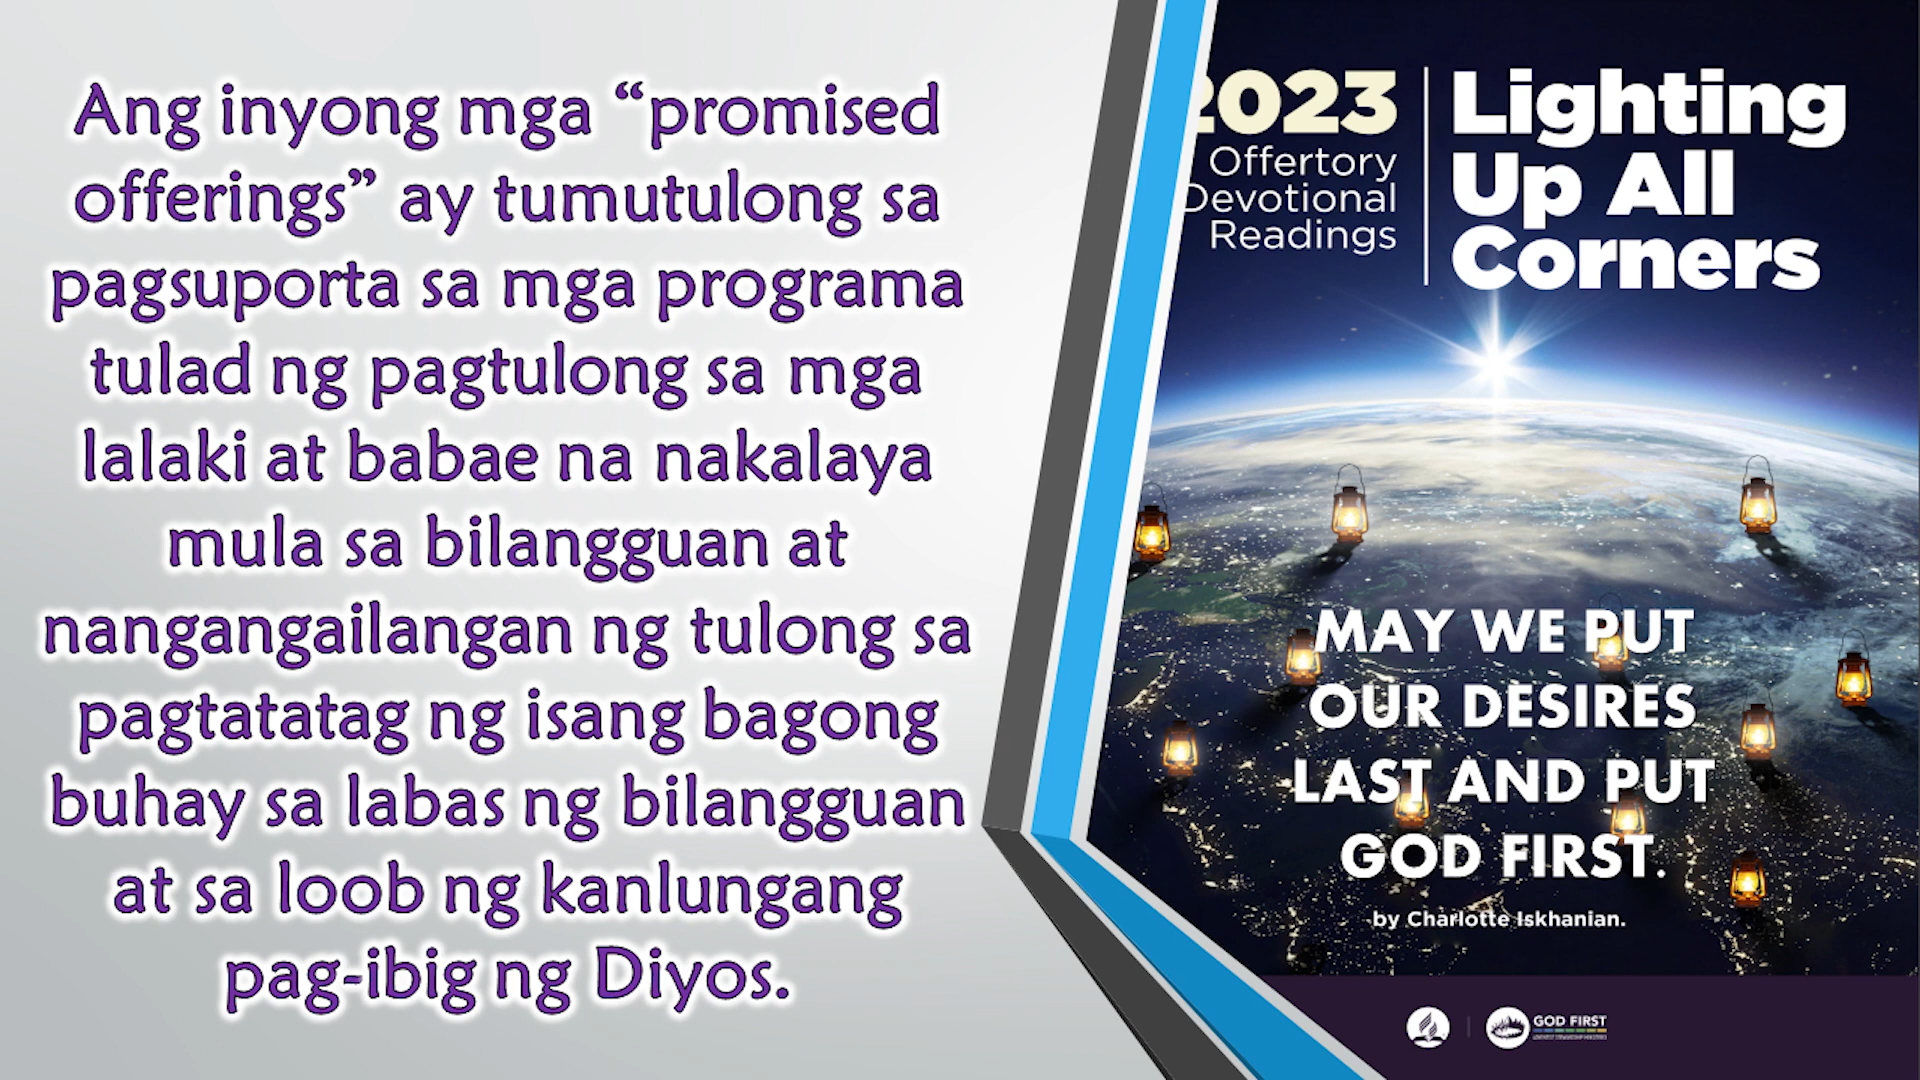 Ang inyong mga “promised
offerings” ay tumutulong sa
pagsuporta sa mga programa
tulad ng pagtulong sa mga
lalaki at babae na nakalaya
mula sa bilangguan at
nangangailangan ng tulong sa
pagtatatag ng isang bagong
buhay sa labas ng bilangguan
at sa loob ng kanlungang
pag-ibig ng Diyos.
2023
Offertory
Devotional
Readings
Lighting
Up All
Corners
MAY WE PUT
OUR DESIRES
LAST AND PUT
GOD FIRST.
by Charlotte Iskhanian.
GOD FIRST